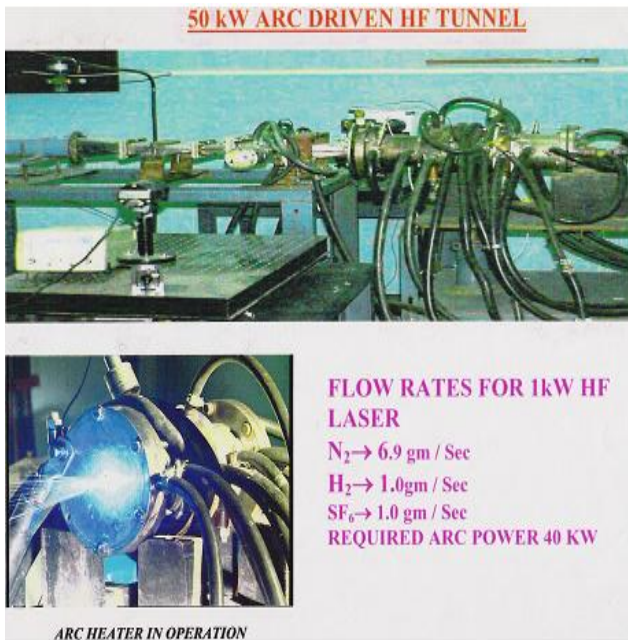 50 kW ARC DRIVEN HF TUNNEL
FLOW RATES FOR 1kW HF
LASER
N₂→ 6.9 gm / Sec
H₂→ 1.0gm / Sec
SF₆→ 1.0 gm / Sec
REQUIRED ARC POWER 40 KW
ARC HEATER IN OPERATION